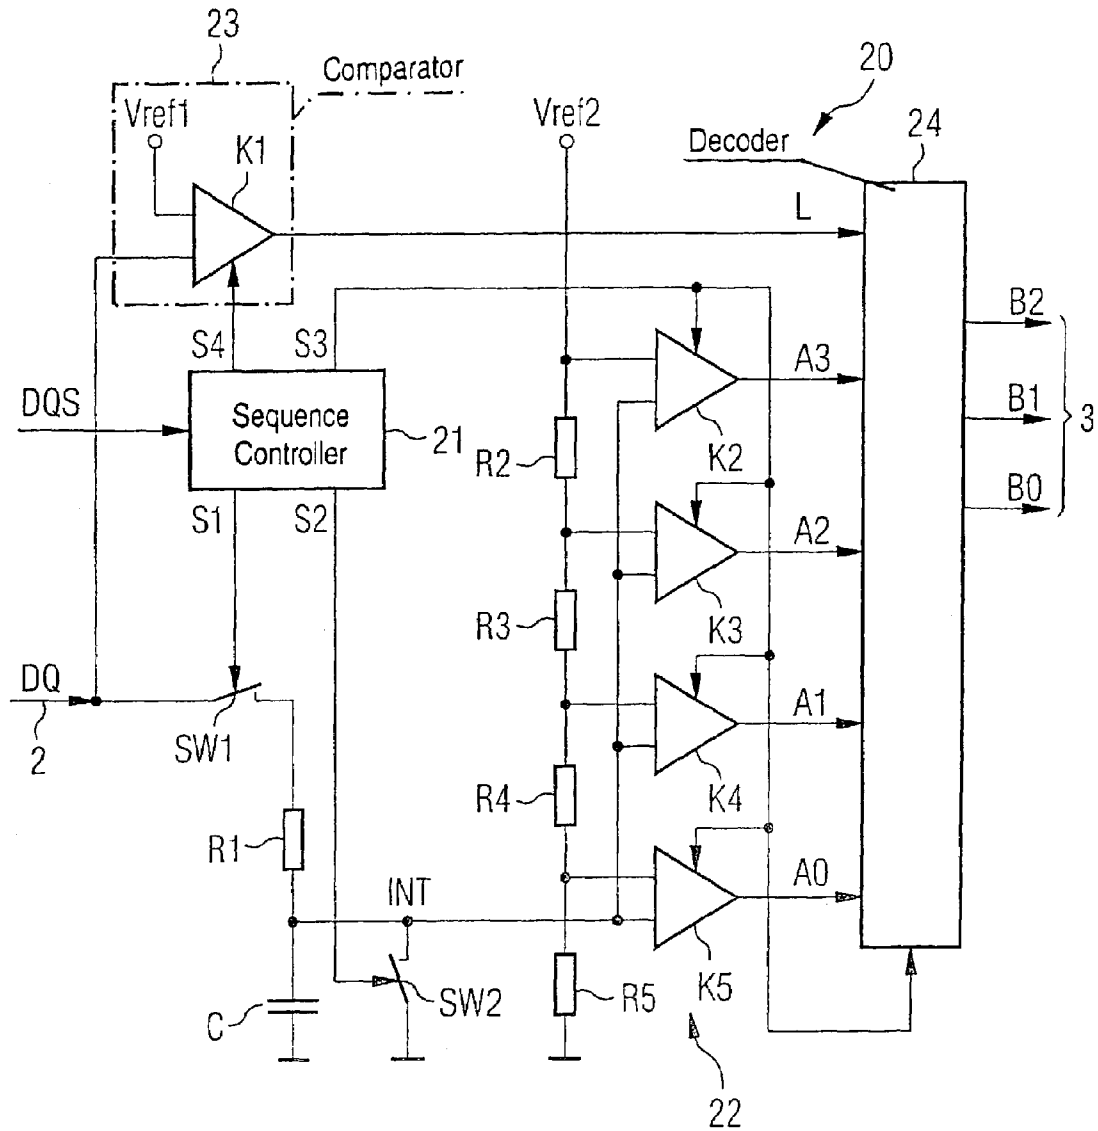 23
Comparator
20
Vref1
Vref2
K1
Decoder
24
L
B2
S4
S3
A3
DQS
Sequence
Controller
21
R2
K2
B1
3
S1
S2
B0
A2
R3
K3
DQ
2
SW1
A1
R4
K4
R1
INT
A0
C
SW2
R5
K5
22